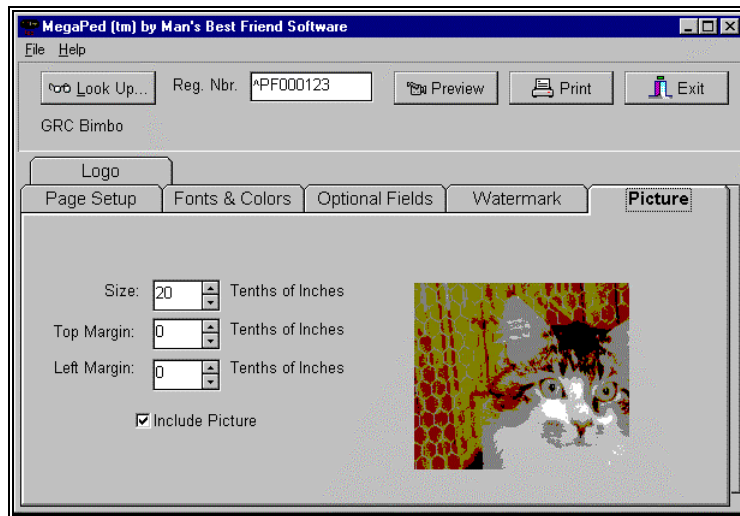 MegaPed (tm) by Man's Best Friend Software
File Help
Look Up... Reg. Nbr. ^PF000123 Preview Print Exit
GRC Bimbo
Logo
Page Setup Fonts & Colors Optional Fields Watermark Picture
Size: 20 Tenths of Inches
Top Margin: 0 Tenths of Inches
Left Margin: 0 Tenths of Inches
Include Picture